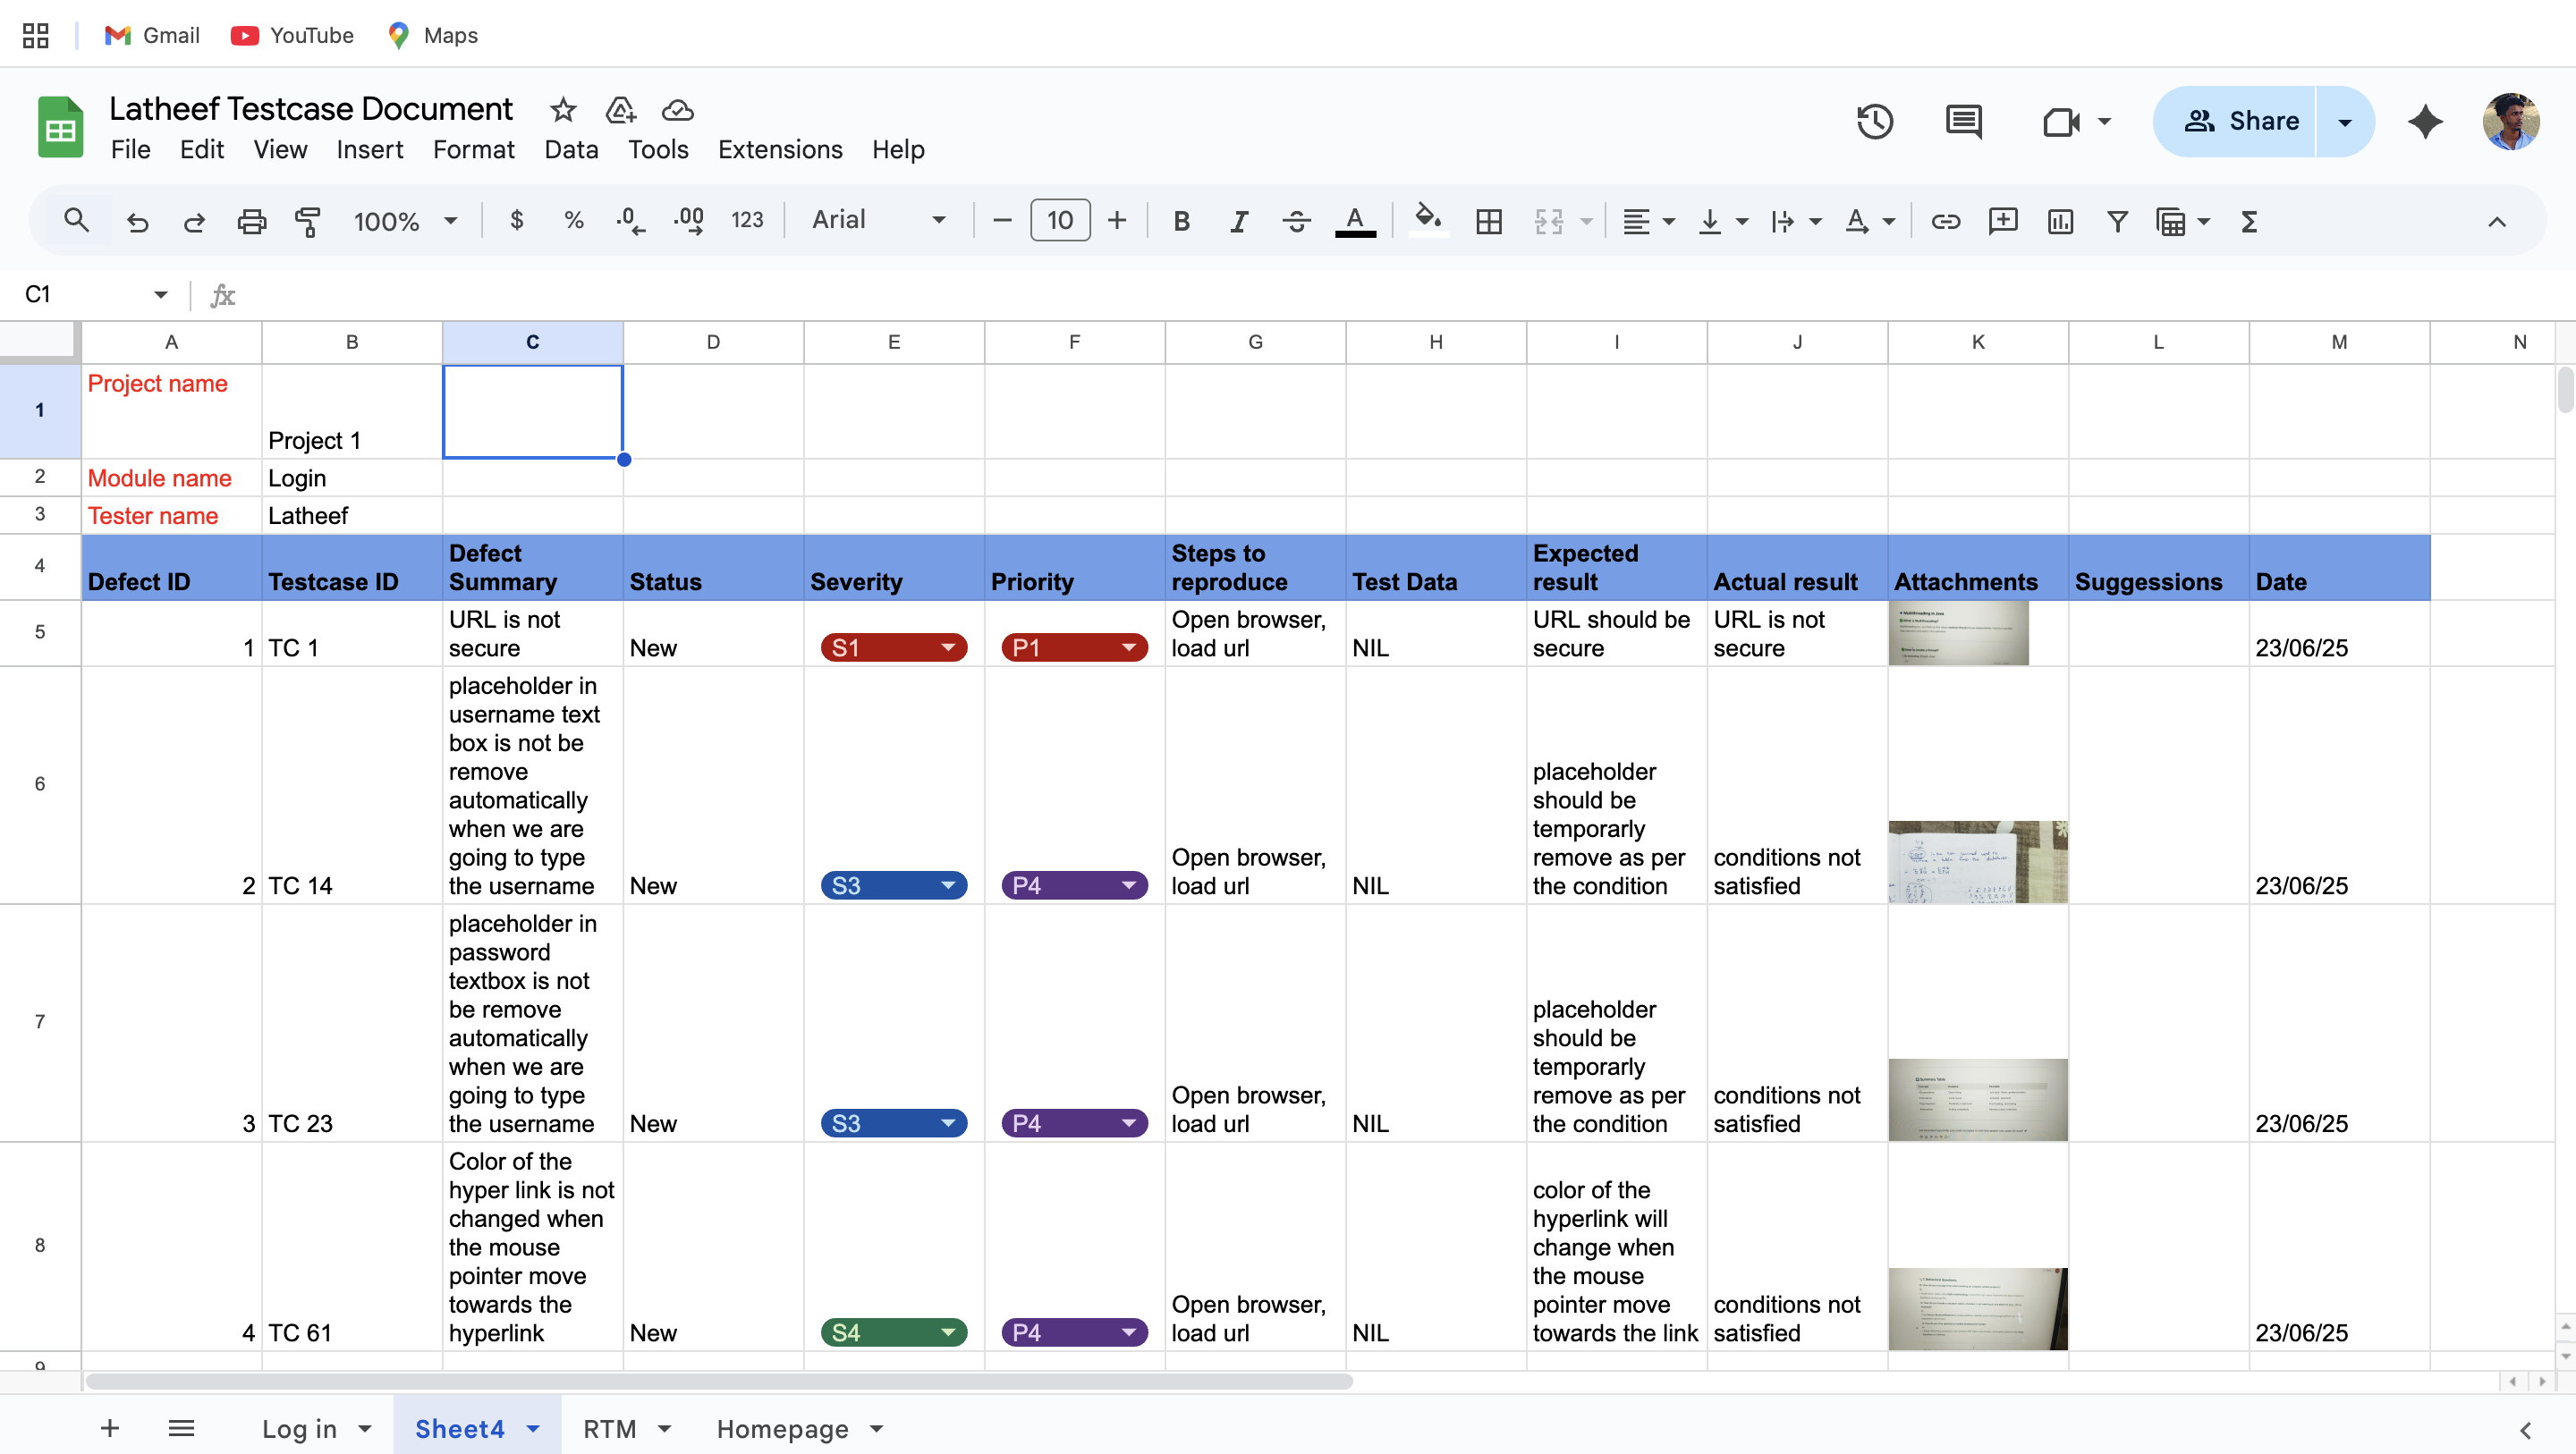 Gmail YouTube Maps
Latheef Testcase Document
File Edit View Insert Format Data Tools Extensions Help
Share
100% $ % .0 .00 123 Arial 10 B I A A Σ
C1 fx
A B C D E F G H I J K L M N
1 Project name Project 1
2 Module name Login
3 Tester name Latheef
4 Defect ID Testcase ID Defect Summary Status Severity Priority Steps to reproduce Test Data Expected result Actual result Attachments Suggessions Date
5
1 TC 1
URL is not
secure
New S1 P1
Open browser,
load url
NIL
URL should be
secure
URL is not
secure
23/06/25
6
2 TC 14
placeholder in
username text
box is not be
remove
automatically
when we are
going to type
the username
New S3 P4
Open browser,
load url
NIL
placeholder
should be
temporarly
remove as per
the condition
conditions not
satisfied
23/06/25
7
3 TC 23
placeholder in
password
textbox is not
be remove
automatically
when we are
going to type
the username
New S3 P4
Open browser,
load url
NIL
placeholder
should be
temporarly
remove as per
the condition
conditions not
satisfied
23/06/25
8
4 TC 61
Color of the
hyper link is not
changed when
the mouse
pointer move
towards the
hyperlink
New S4 P4
Open browser,
load url
NIL
color of the
hyperlink will
change when
the mouse
pointer move
towards the link
conditions not
satisfied
23/06/25
9
Log in Sheet4 RTM Homepage